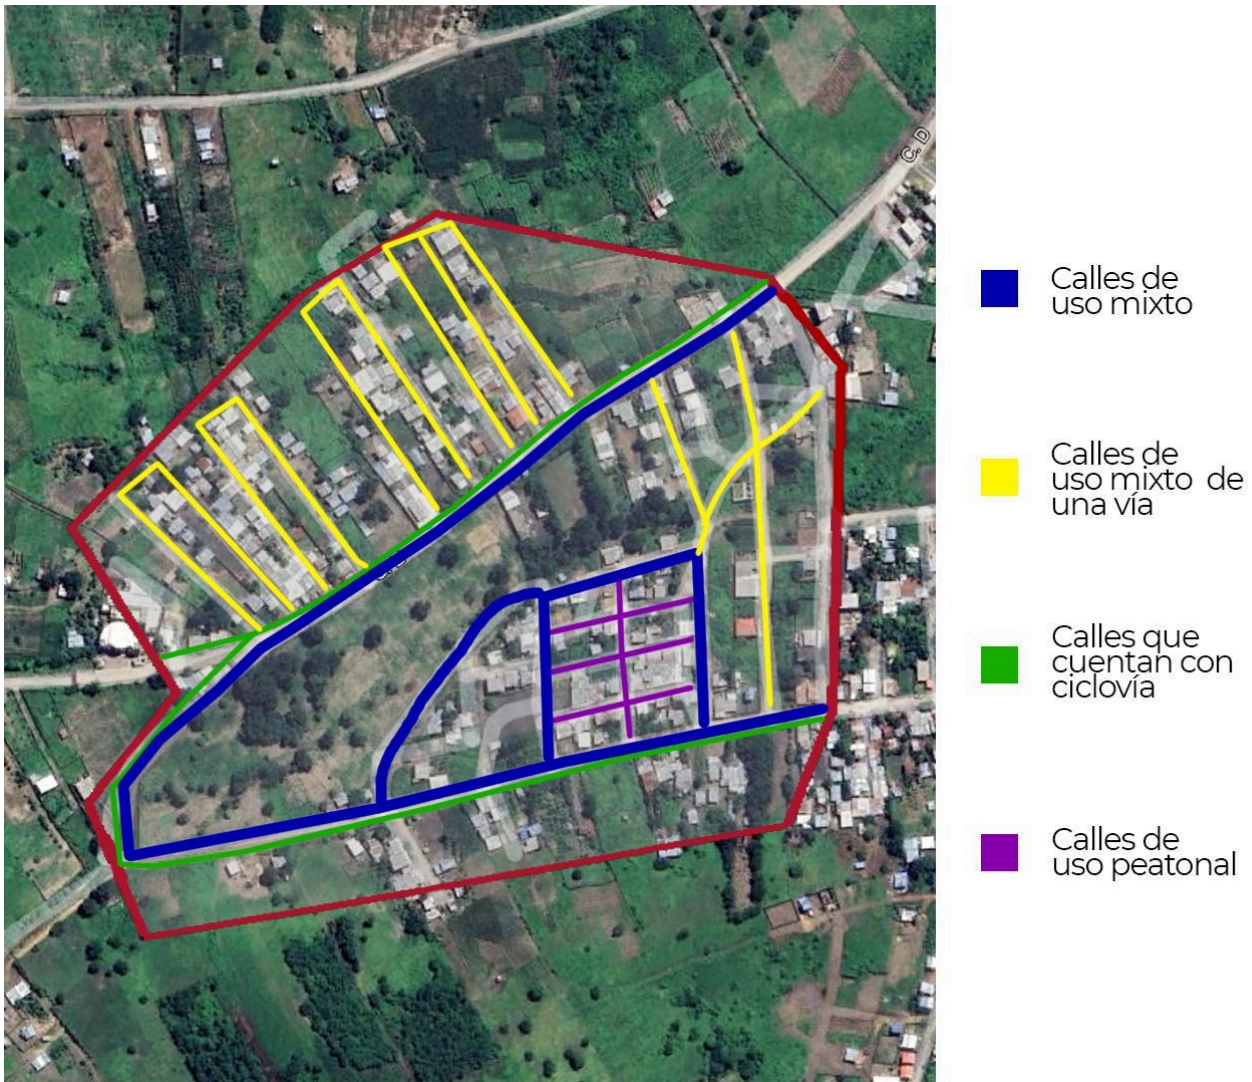 C. D
Calles de
uso mixto
Calles de
uso mixto de
una vía
Calles que
cuentan con
ciclovía
Calles de
uso peatonal